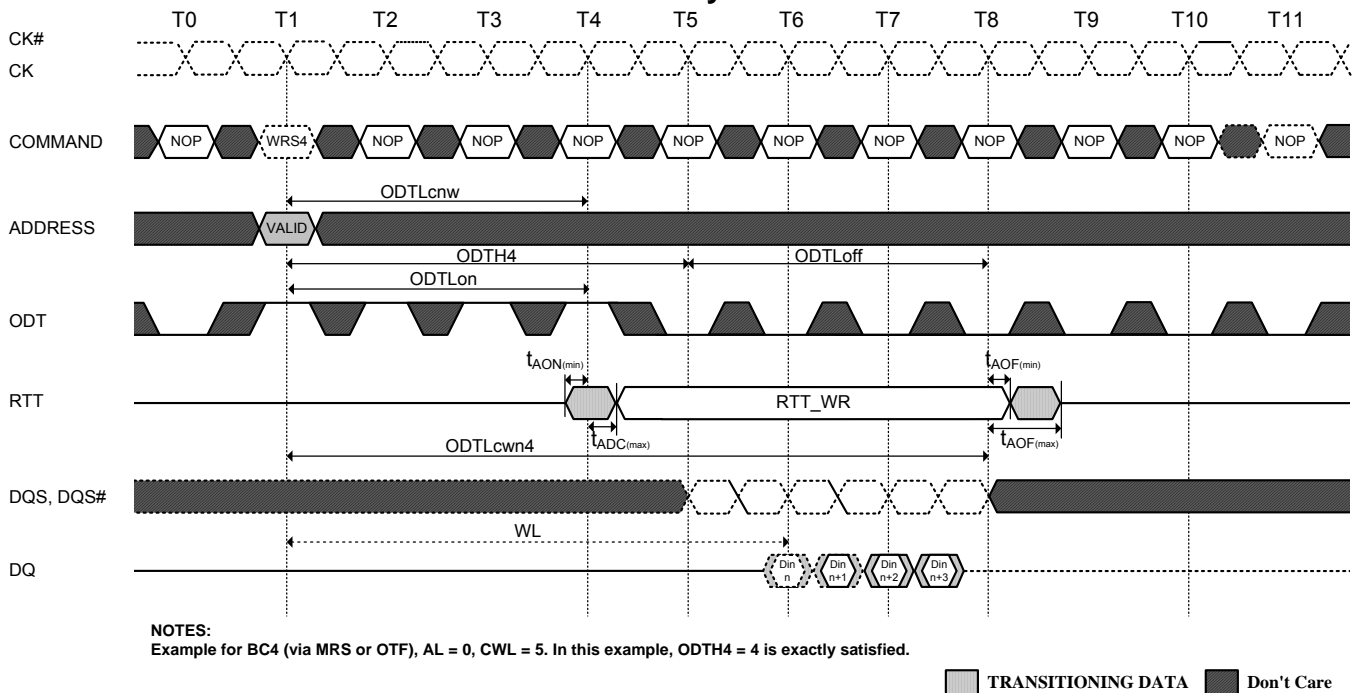 T0 T1 T2 T3 T4 T5 T6 T7 T8 T9 T10 T11
CK#
CK
COMMAND NOP WRS4 NOP NOP NOP NOP NOP NOP NOP NOP NOP NOP
ODTLcnw
ADDRESS VALID
ODTH4 ODTLoff
ODTLon
ODT
tAON(min) tAOF(min)
RTT RTT_WR
tADC(max) tAOF(max)
ODTLcwn4
DQS, DQS#
WL
DQ Din n Din n+1 Din n+2 Din n+3
NOTES:
Example for BC4 (via MRS or OTF), AL = 0, CWL = 5. In this example, ODTH4 = 4 is exactly satisfied.
TRANSITIONING DATA Don't Care